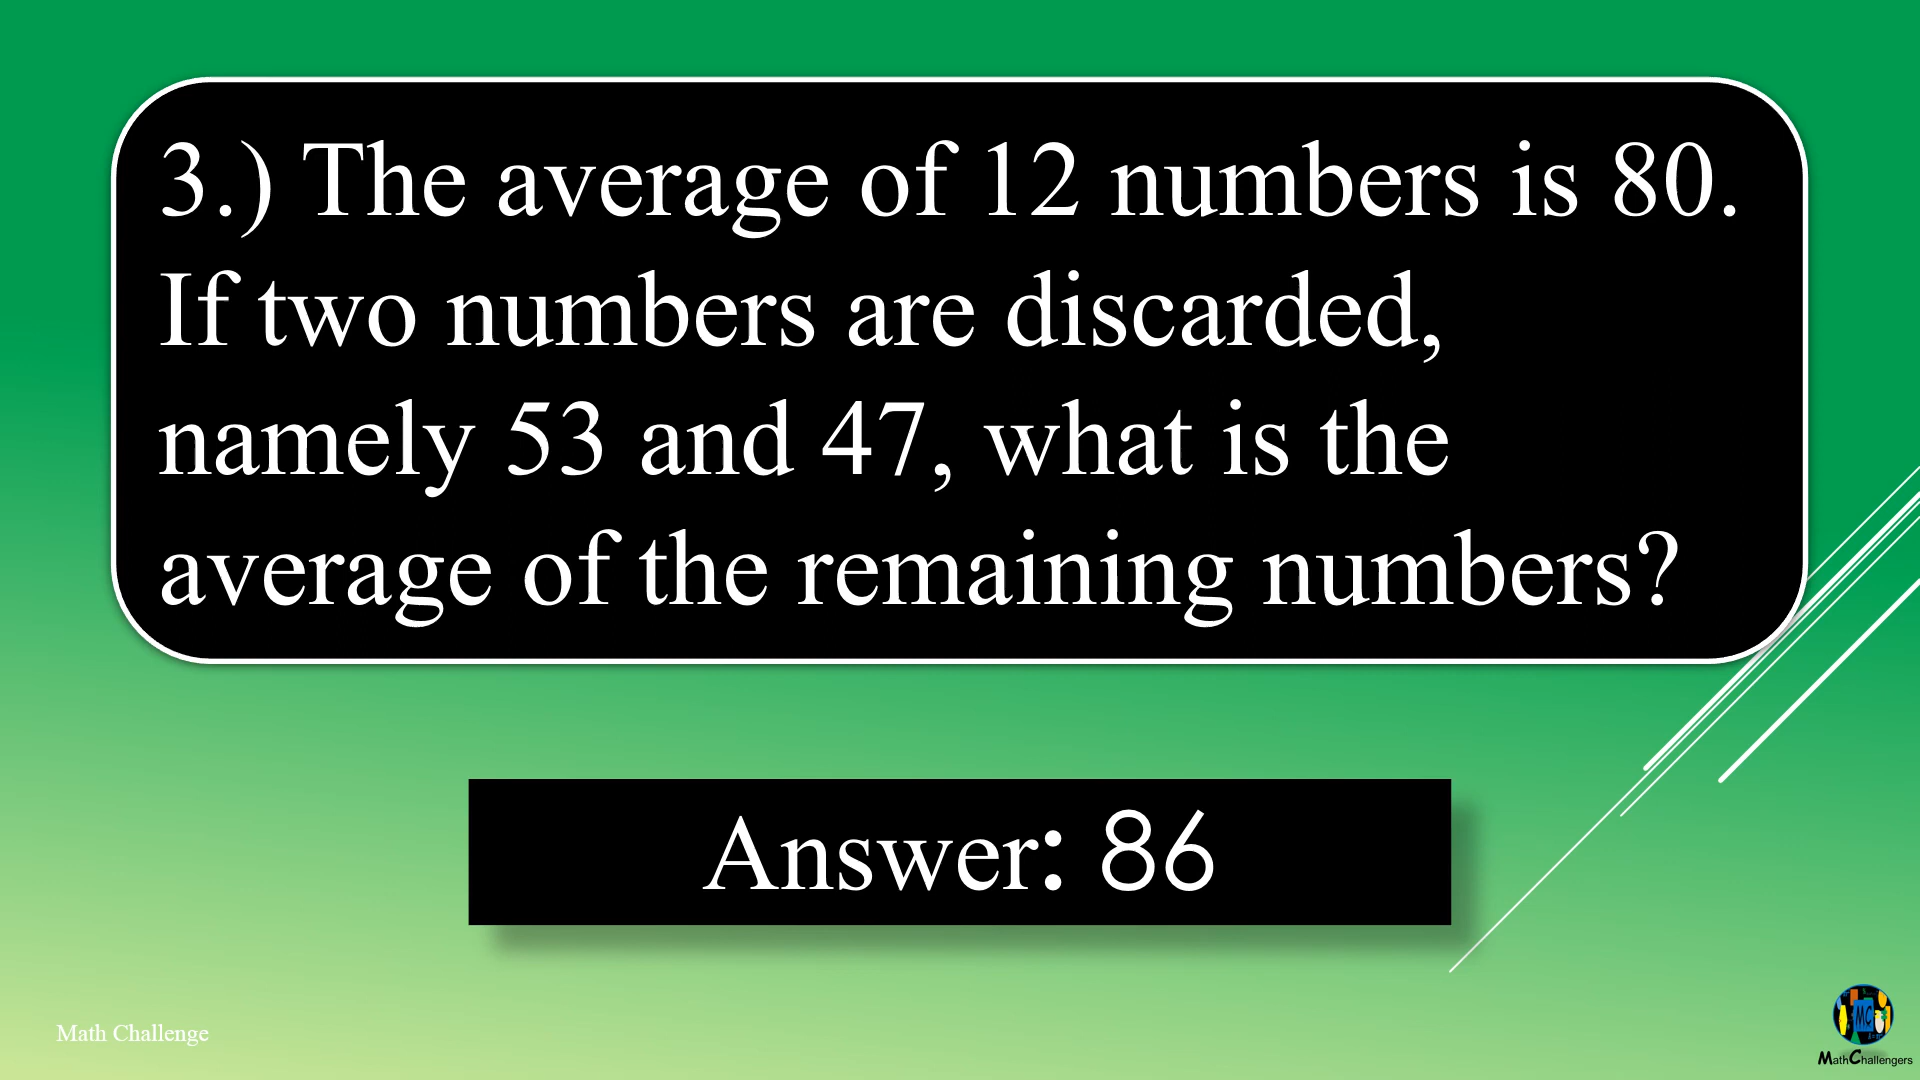 3.) The average of 12 numbers is 80.
If two numbers are discarded,
namely 53 and 47, what is the
average of the remaining numbers?
Answer: 86
Math Challenge
MC
MathChallengers